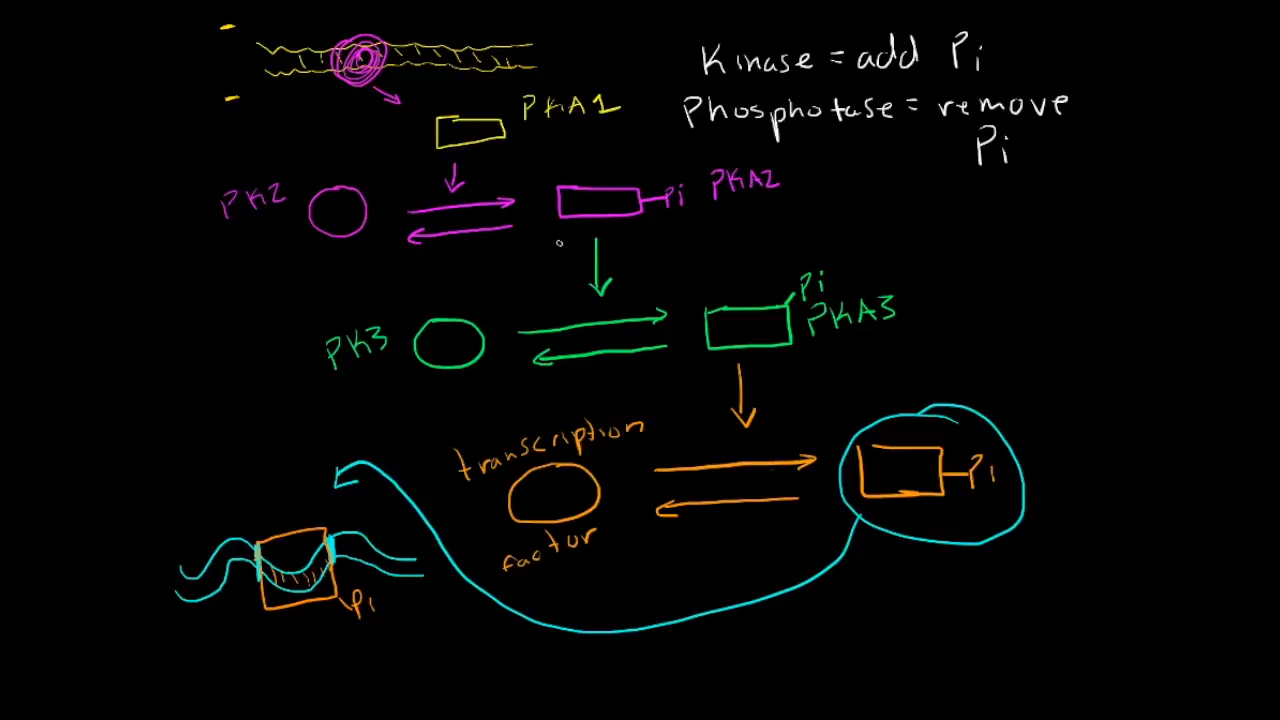 Kinase = add Pi
Phosphotase = remove
Pi
PKA1
PK2
Pi PKA2
Pi
PK3
PKA3
transcription
factor
Pi
Pi